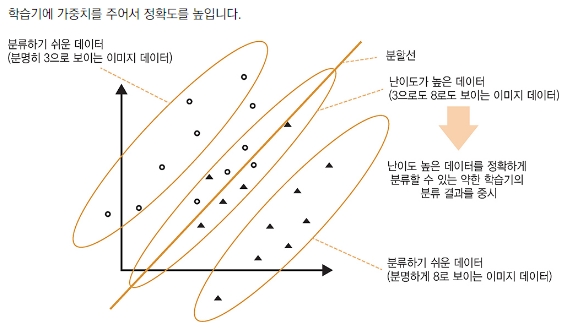 학습기에 가중치를 주어서 정확도를 높입니다.
분류하기 쉬운 데이터
(분명히 3으로 보이는 이미지 데이터)
분할선
난이도가 높은 데이터
(3으로도 8로도 보이는 이미지 데이터)
난이도 높은 데이터를 정확하게
분류할 수 있는 약한 학습기의
분류 결과를 중시
분류하기 쉬운 데이터
(분명하게 8로 보이는 이미지 데이터)